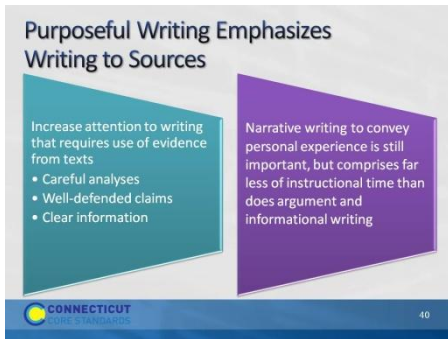 Purposeful Writing Emphasizes
Writing to Sources
Increase attention to writing
that requires use of evidence
from texts
• Careful analyses
• Well-defended claims
• Clear information
Narrative writing to convey
personal experience is still
important, but comprises far
less of instructional time than
does argument and
informational writing
CONNECTICUT
CORE STANDARDS
40